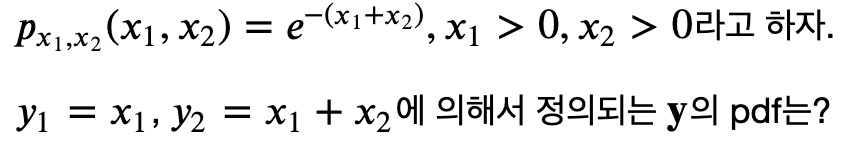 p_{x_1,x_2}(x_1, x_2) = e^{-(x_1+x_2)}, x_1 > 0, x_2 > 0라고 하자.
y_1 = x_1, y_2 = x_1 + x_2에 의해서 정의되는 y의 pdf는?